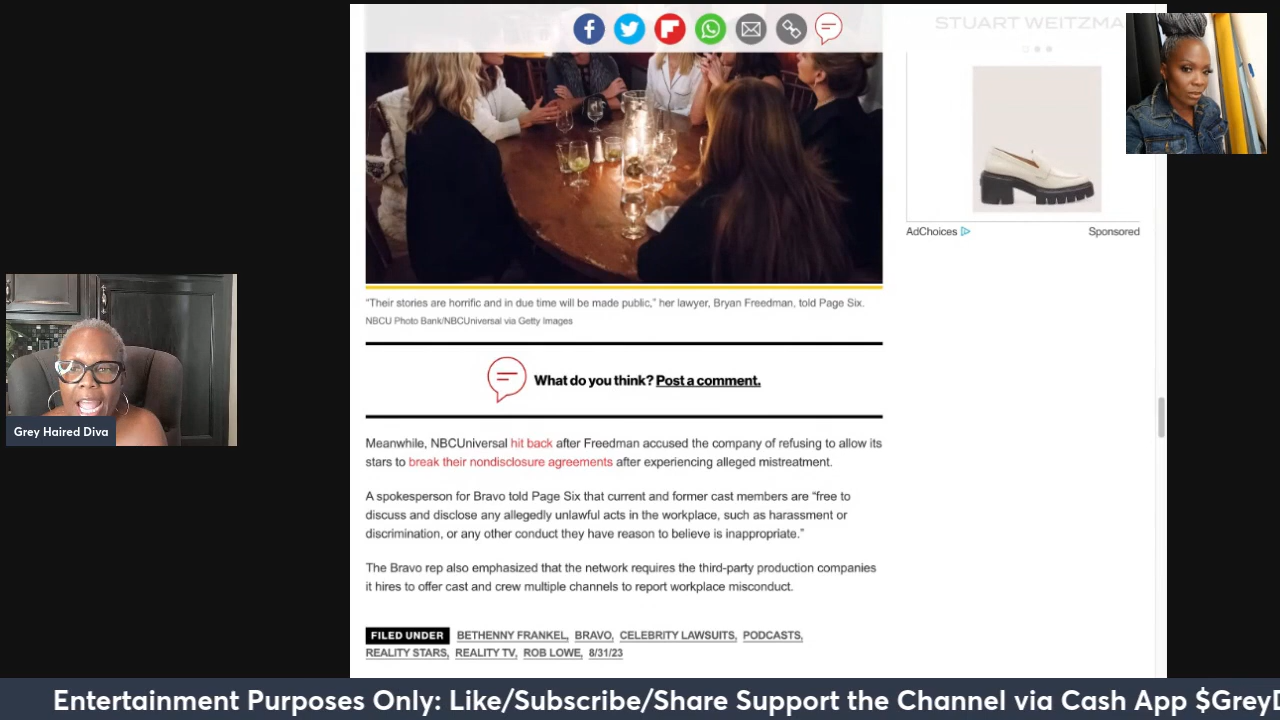 STUART WEITZMA
AdChoices
Sponsored
"Their stories are horrific and in due time will be made public," her lawyer, Bryan Freedman, told Page Six.
NBCU Photo Bank/NBCUniversal via Getty Images
What do you think? Post a comment.
Grey Haired Diva
Meanwhile, NBCUniversal hit back after Freedman accused the company of refusing to allow its
stars to break their nondisclosure agreements after experiencing alleged mistreatment.
A spokesperson for Bravo told Page Six that current and former cast members are “free to
discuss and disclose any allegedly unlawful acts in the workplace, such as harassment or
discrimination, or any other conduct they have reason to believe is inappropriate.”
The Bravo rep also emphasized that the network requires the third-party production companies
it hires to offer cast and crew multiple channels to report workplace misconduct.
FILED UNDER BETHENNY FRANKEL, BRAVO, CELEBRITY LAWSUITS, PODCASTS,
REALITY STARS, REALITY TV, ROB LOWE, 8/31/23
Entertainment Purposes Only: Like/Subscribe/Share Support the Channel via Cash App $GreyD